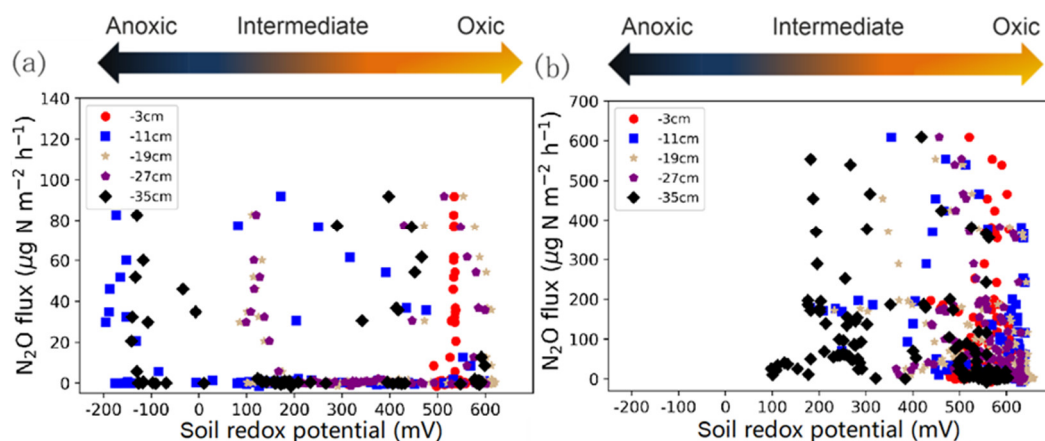 Anoxic Intermediate Oxic
(a)
140
120
100
80
60
40
20
0
N₂O flux (μg N m⁻² h⁻¹)
-3cm
-11cm
-19cm
-27cm
-35cm
-200 -100 0 100 200 300 400 500 600
Soil redox potential (mV)
Anoxic Intermediate Oxic
(b)
700
600
500
400
300
200
100
0
N₂O flux (μg N m⁻² h⁻¹)
-3cm
-11cm
-19cm
-27cm
-35cm
-200 -100 0 100 200 300 400 500 600
Soil redox potential (mV)